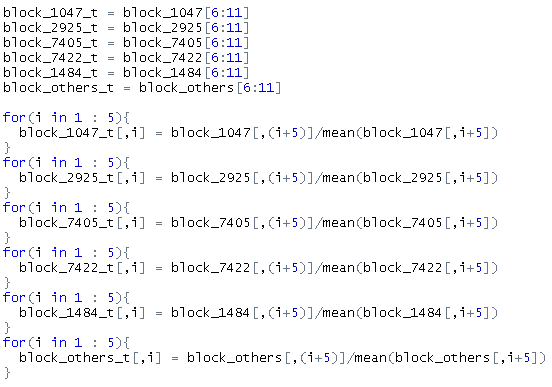 block_1047_t = block_1047[6:11]
block_2925_t = block_2925[6:11]
block_7405_t = block_7405[6:11]
block_7422_t = block_7422[6:11]
block_1484_t = block_1484[6:11]
block_others_t = block_others[6:11]
for(i in 1 : 5){
  block_1047_t[,i] = block_1047[,(i+5)]/mean(block_1047[,i+5])
}
for(i in 1 : 5){
  block_2925_t[,i] = block_2925[,(i+5)]/mean(block_2925[,i+5])
}
for(i in 1 : 5){
  block_7405_t[,i] = block_7405[,(i+5)]/mean(block_7405[,i+5])
}
for(i in 1 : 5){
  block_7422_t[,i] = block_7422[,(i+5)]/mean(block_7422[,i+5])
}
for(i in 1 : 5){
  block_1484_t[,i] = block_1484[,(i+5)]/mean(block_1484[,i+5])
}
for(i in 1 : 5){
  block_others_t[,i] = block_others[,(i+5)]/mean(block_others[,i+5])
}